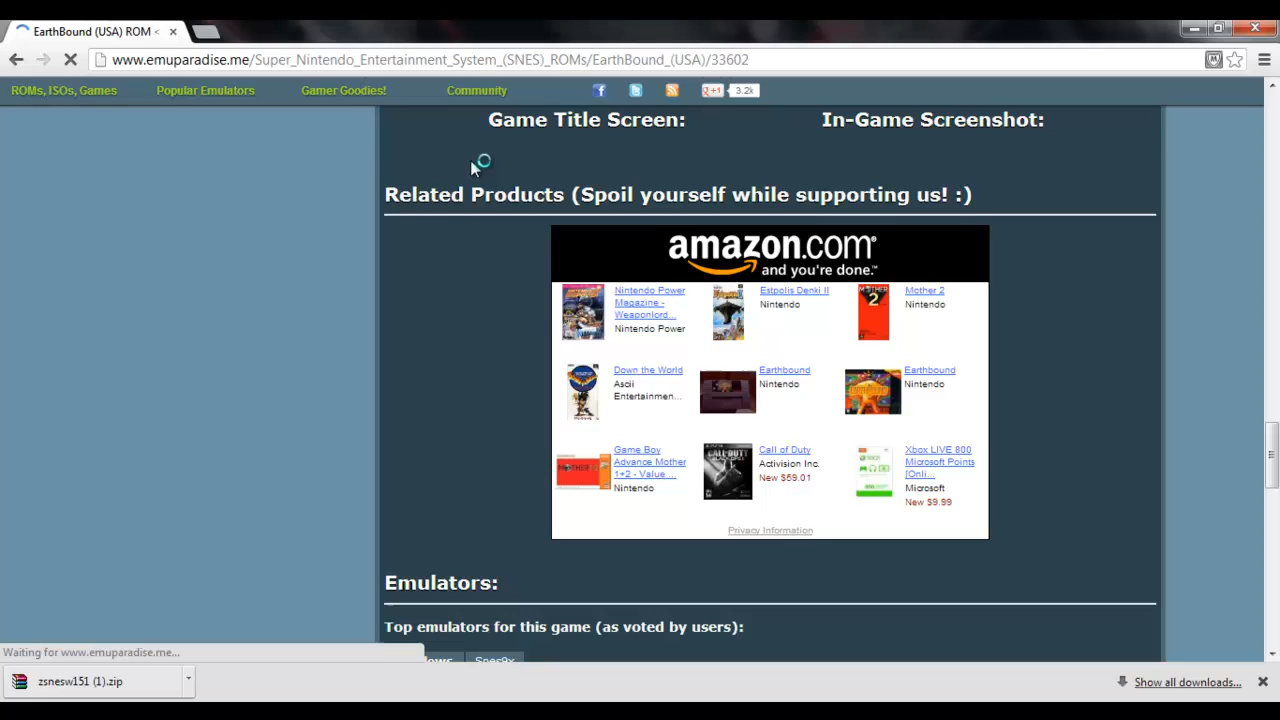 EarthBound (USA) ROM <
www.emuparadise.me/Super_Nintendo_Entertainment_System_(SNES)_ROMs/EarthBound_(USA)/33602
ROMs, ISOs, Games Popular Emulators Gamer Goodies! Community +1 3.2k
Game Title Screen: In-Game Screenshot:
Related Products (Spoil yourself while supporting us! :)
amazon.com®
and you're done.™
Nintendo Power
Magazine -
Weaponlord...
Nintendo Power
Estpolis Denki II
Nintendo
Mother 2
Nintendo
Down the World
Ascii
Entertainmen...
Earthbound
Nintendo
Earthbound
Nintendo
Game Boy
Advance Mother
1+2 - Value ...
Nintendo
Call of Duty
Activision Inc.
New $59.01
Xbox LIVE 800
Microsoft Points
[Onli...
Microsoft
New $9.99
Privacy Information
Emulators:
Top emulators for this game (as voted by users):
Snes9x
Waiting for www.emuparadise.me...
zsnesw151 (1).zip
Show all downloads...